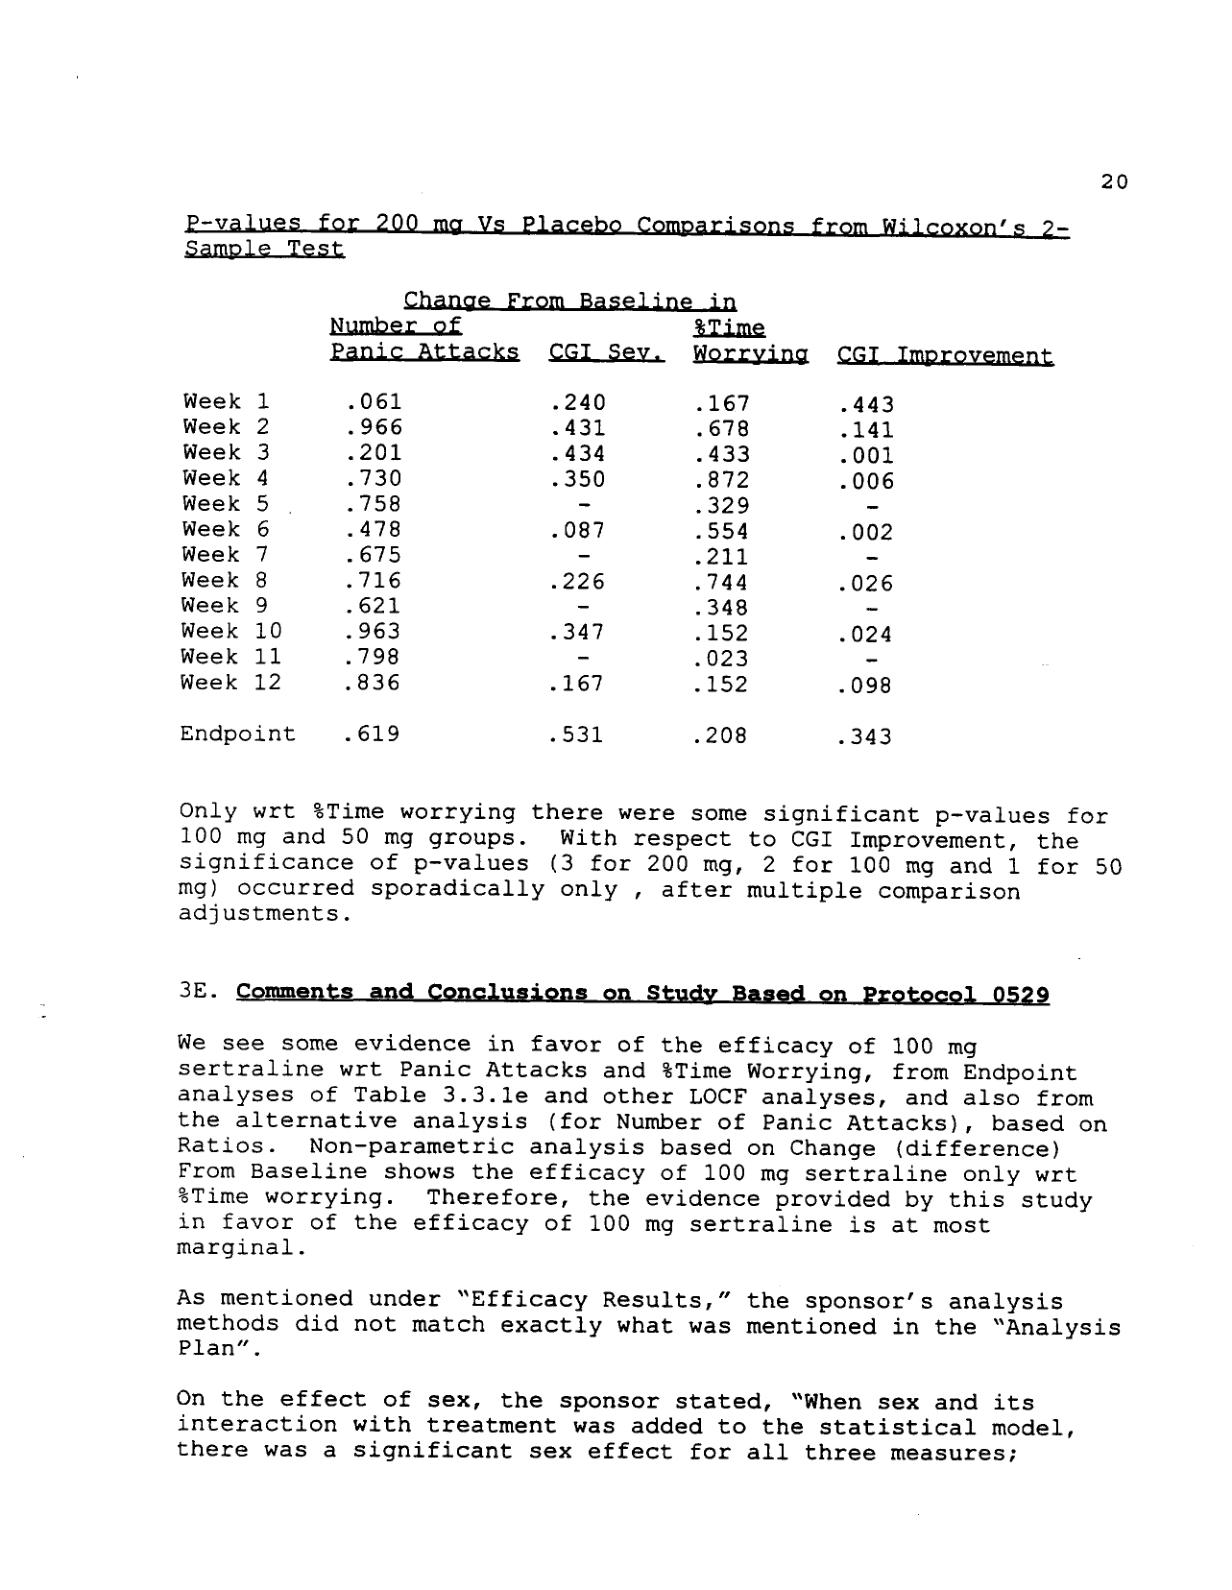 20
P-values for 200 mg Vs Placebo Comparisons from Wilcoxon's 2-
Sample Test
Change From Baseline in
Number of %Time
Panic Attacks CGI Sev. Worrying CGI Improvement
Week 1 .061 .240 .167 .443
Week 2 .966 .431 .678 .141
Week 3 .201 .434 .433 .001
Week 4 .730 .350 .872 .006
Week 5 .758 - .329 -
Week 6 .478 .087 .554 .002
Week 7 .675 - .211 -
Week 8 .716 .226 .744 .026
Week 9 .621 - .348 -
Week 10 .963 .347 .152 .024
Week 11 .798 - .023 -
Week 12 .836 .167 .152 .098
Endpoint .619 .531 .208 .343
Only wrt %Time worrying there were some significant p-values for
100 mg and 50 mg groups. With respect to CGI Improvement, the
significance of p-values (3 for 200 mg, 2 for 100 mg and 1 for 50
mg) occurred sporadically only , after multiple comparison
adjustments.
3E. Comments and Conclusions on Study Based on Protocol 0529
We see some evidence in favor of the efficacy of 100 mg
sertraline wrt Panic Attacks and %Time Worrying, from Endpoint
analyses of Table 3.3.1e and other LOCF analyses, and also from
the alternative analysis (for Number of Panic Attacks), based on
Ratios. Non-parametric analysis based on Change (difference)
From Baseline shows the efficacy of 100 mg sertraline only wrt
%Time worrying. Therefore, the evidence provided by this study
in favor of the efficacy of 100 mg sertraline is at most
marginal.
As mentioned under "Efficacy Results," the sponsor's analysis
methods did not match exactly what was mentioned in the "Analysis
Plan".
On the effect of sex, the sponsor stated, "When sex and its
interaction with treatment was added to the statistical model,
there was a significant sex effect for all three measures;